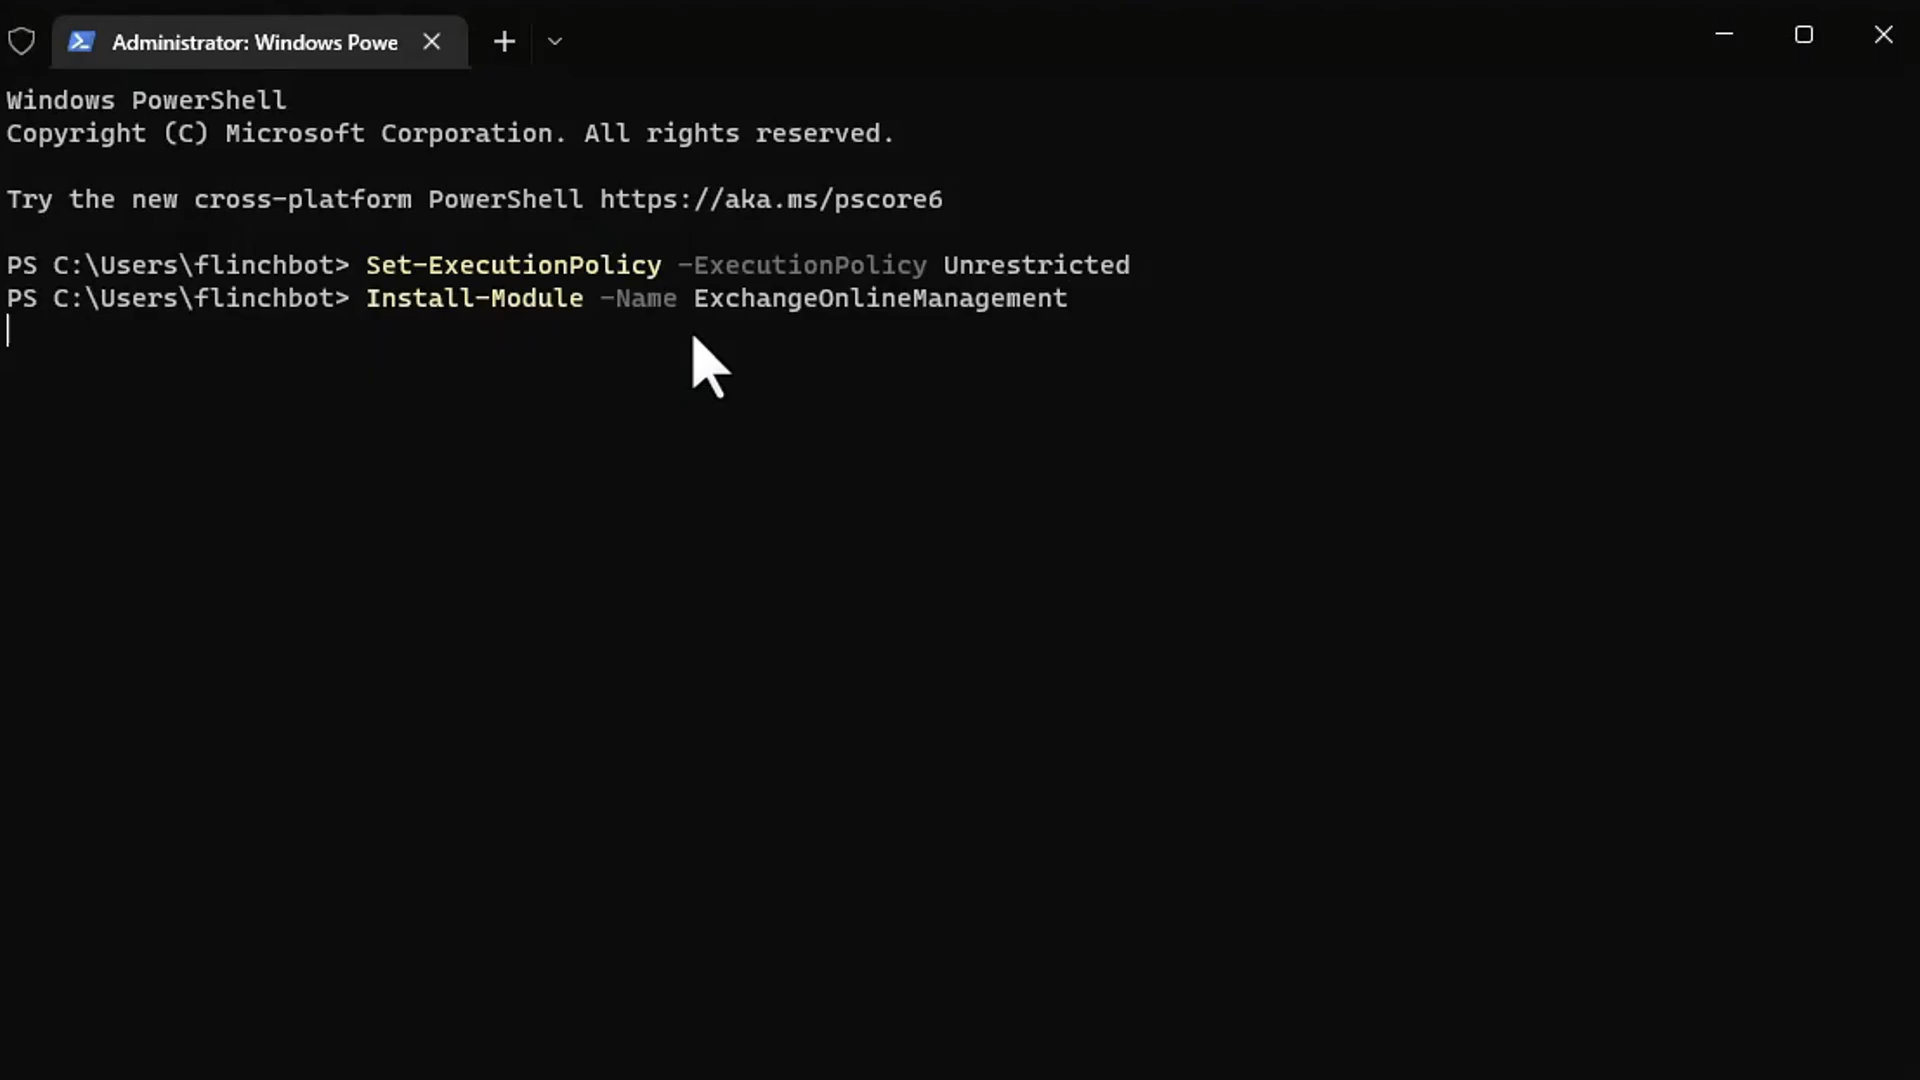 Administrator: Windows Powe
Windows PowerShell
Copyright (C) Microsoft Corporation. All rights reserved.
Try the new cross-platform PowerShell https://aka.ms/pscore6
PS C:\Users\flinchbot> Set-ExecutionPolicy -ExecutionPolicy Unrestricted
PS C:\Users\flinchbot> Install-Module -Name ExchangeOnlineManagement